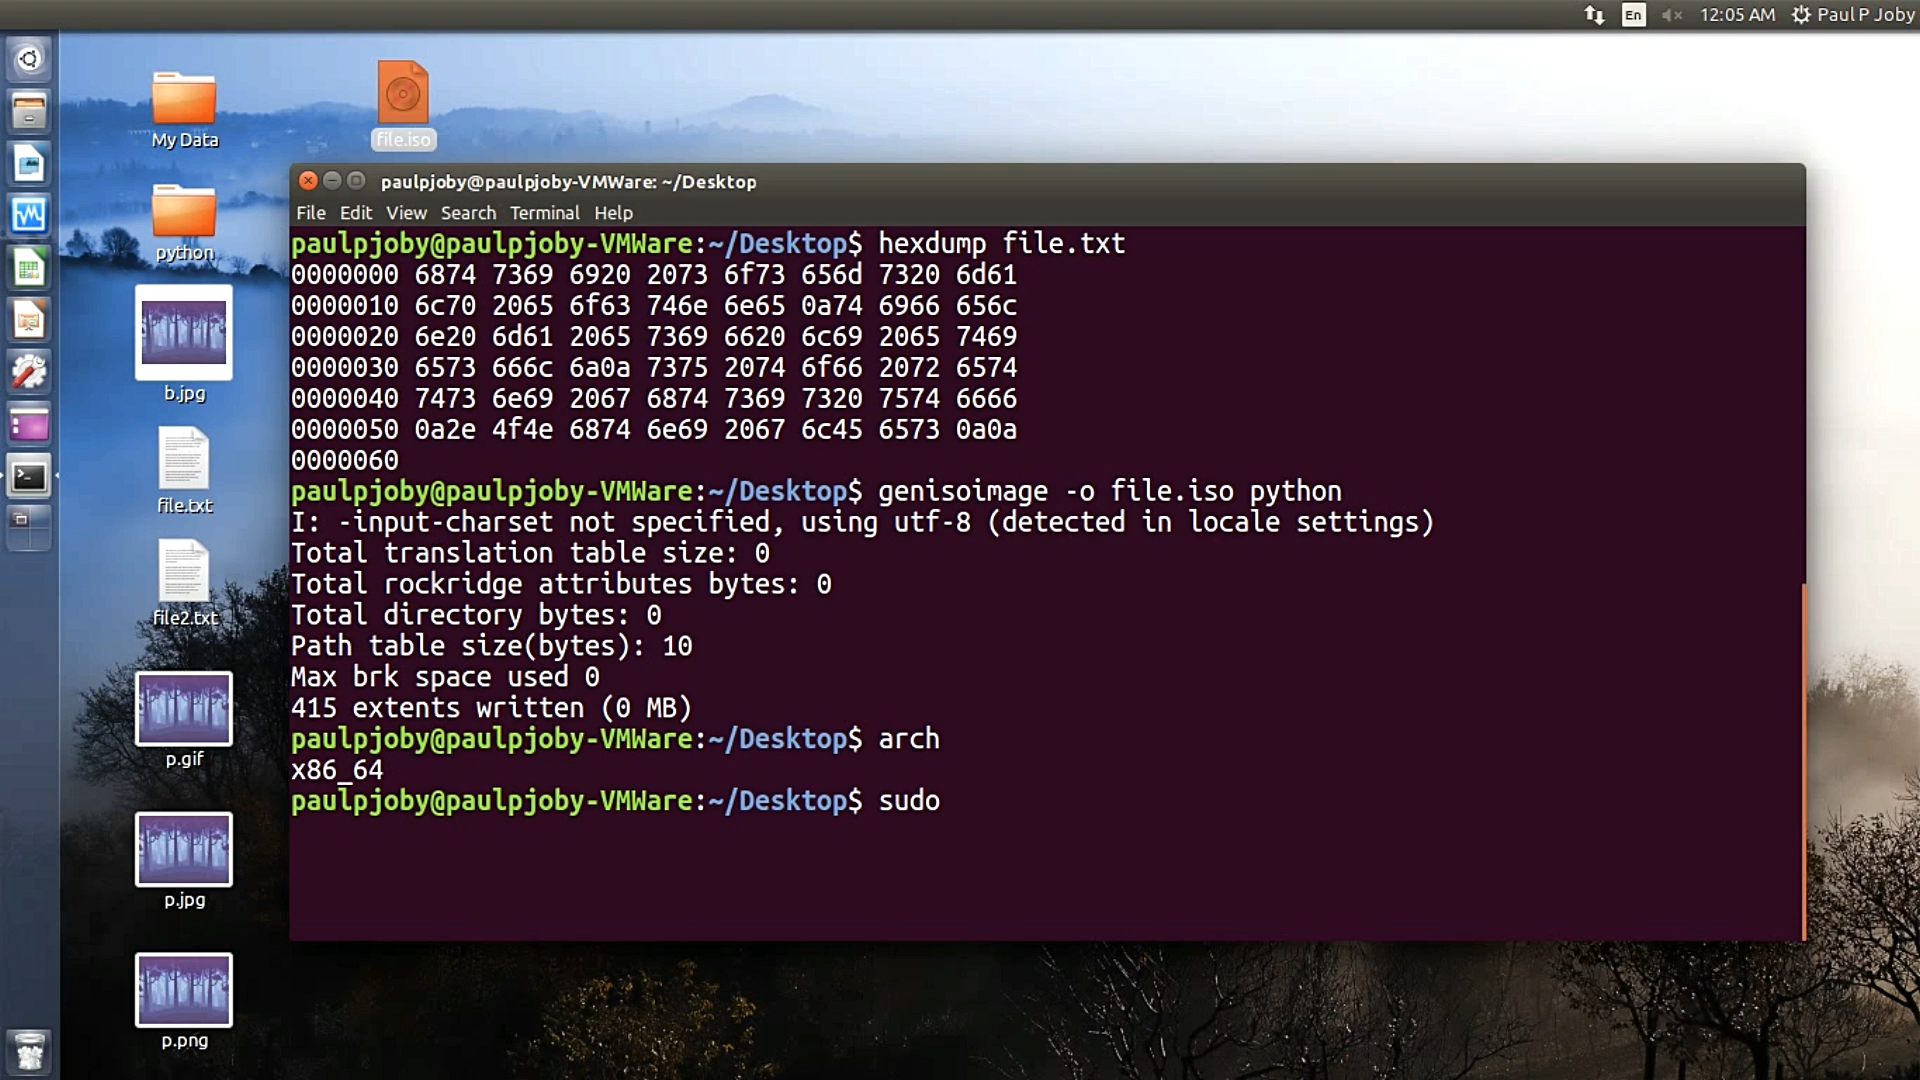 En 12:05 AM Paul P Joby
My Data
file.iso
python
b.jpg
file.txt
file2.txt
p.gif
p.jpg
p.png
paulpjoby@paulpjoby-VMWare: ~/Desktop
File Edit View Search Terminal Help
paulpjoby@paulpjoby-VMWare:~/Desktop$ hexdump file.txt
0000000 6874 7369 6920 2073 6f73 656d 7320 6d61
0000010 6c70 2065 6f63 746e 6e65 0a74 6966 656c
0000020 6e20 6d61 2065 7369 6620 6c69 2065 7469
0000030 6573 666c 6a0a 7375 2074 6f66 2072 6574
0000040 7473 6e69 2067 6874 7369 7320 7574 6666
0000050 0a2e 4f4e 6874 6e69 2067 6c45 6573 0a0a
0000060
paulpjoby@paulpjoby-VMWare:~/Desktop$ genisoimage -o file.iso python
I: -input-charset not specified, using utf-8 (detected in locale settings)
Total translation table size: 0
Total rockridge attributes bytes: 0
Total directory bytes: 0
Path table size(bytes): 10
Max brk space used 0
415 extents written (0 MB)
paulpjoby@paulpjoby-VMWare:~/Desktop$ arch
x86_64
paulpjoby@paulpjoby-VMWare:~/Desktop$ sudo